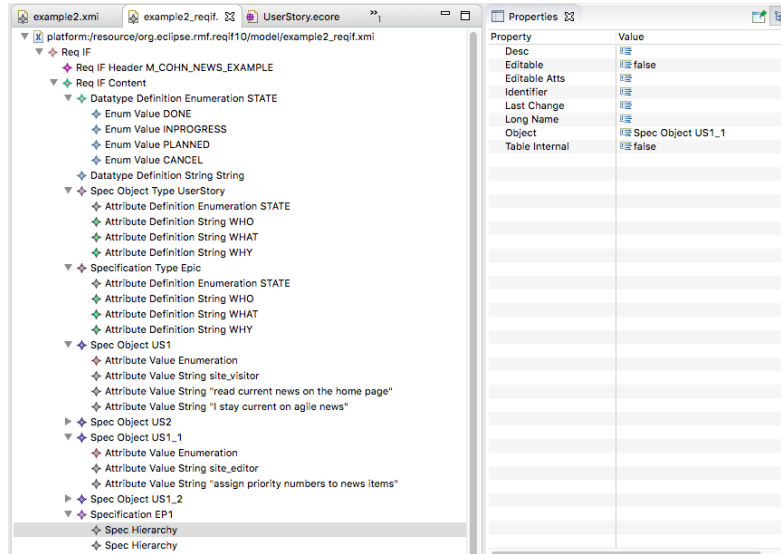 example2.xmi
example2_reqif.
UserStory.ecore
»1
platform:/resource/org.eclipse.rmf.reqif10/model/example2_reqif.xmi
Req IF
Req IF Header M_COHN_NEWS_EXAMPLE
Req IF Content
Datatype Definition Enumeration STATE
Enum Value DONE
Enum Value INPROGRESS
Enum Value PLANNED
Enum Value CANCEL
Datatype Definition String String
Spec Object Type UserStory
Attribute Definition Enumeration STATE
Attribute Definition String WHO
Attribute Definition String WHAT
Attribute Definition String WHY
Specification Type Epic
Attribute Definition Enumeration STATE
Attribute Definition String WHO
Attribute Definition String WHAT
Attribute Definition String WHY
Spec Object US1
Attribute Value Enumeration
Attribute Value String site_visitor
Attribute Value String "read current news on the home page"
Attribute Value String "I stay current on agile news"
Spec Object US2
Spec Object US1_1
Attribute Value Enumeration
Attribute Value String site_editor
Attribute Value String "assign priority numbers to news items"
Spec Object US1_2
Specification EP1
Spec Hierarchy
Spec Hierarchy
Properties
Property Value
Desc
Editable false
Editable Atts
Identifier
Last Change
Long Name
Object Spec Object US1_1
Table Internal false